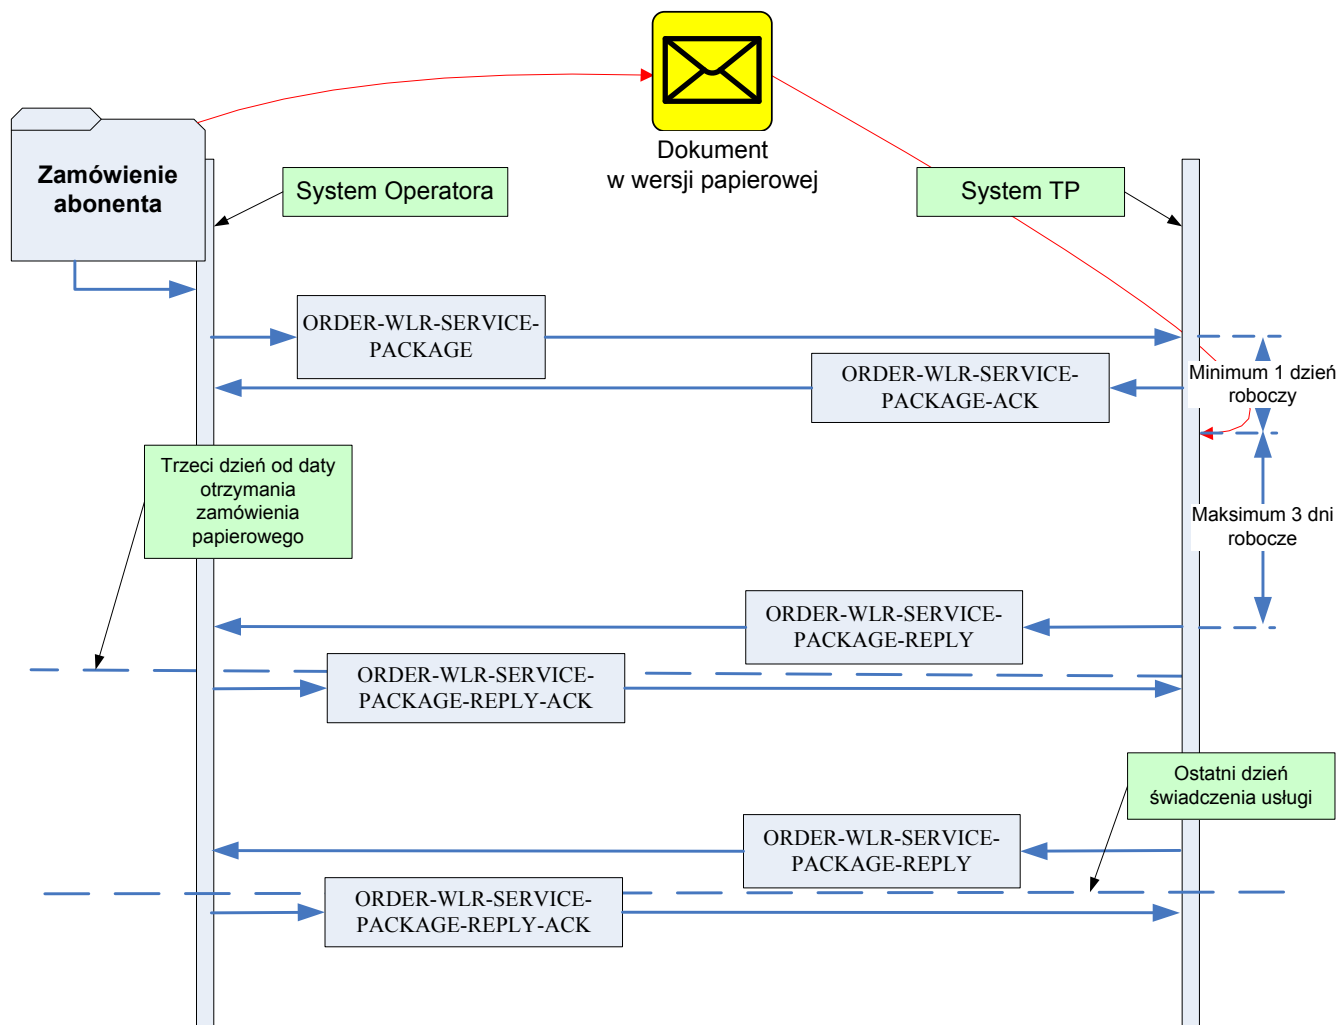 Dokument
w wersji papierowej
Zamówienie
abonenta
System Operatora
System TP
ORDER-WLR-SERVICE-
PACKAGE
ORDER-WLR-SERVICE-
PACKAGE-ACK
Minimum 1 dzień
roboczy
Trzeci dzień od daty
otrzymania
zamówienia
papierowego
Maksimum 3 dni
robocze
ORDER-WLR-SERVICE-
PACKAGE-REPLY
ORDER-WLR-SERVICE-
PACKAGE-REPLY-ACK
Ostatni dzień
świadczenia usługi
ORDER-WLR-SERVICE-
PACKAGE-REPLY
ORDER-WLR-SERVICE-
PACKAGE-REPLY-ACK